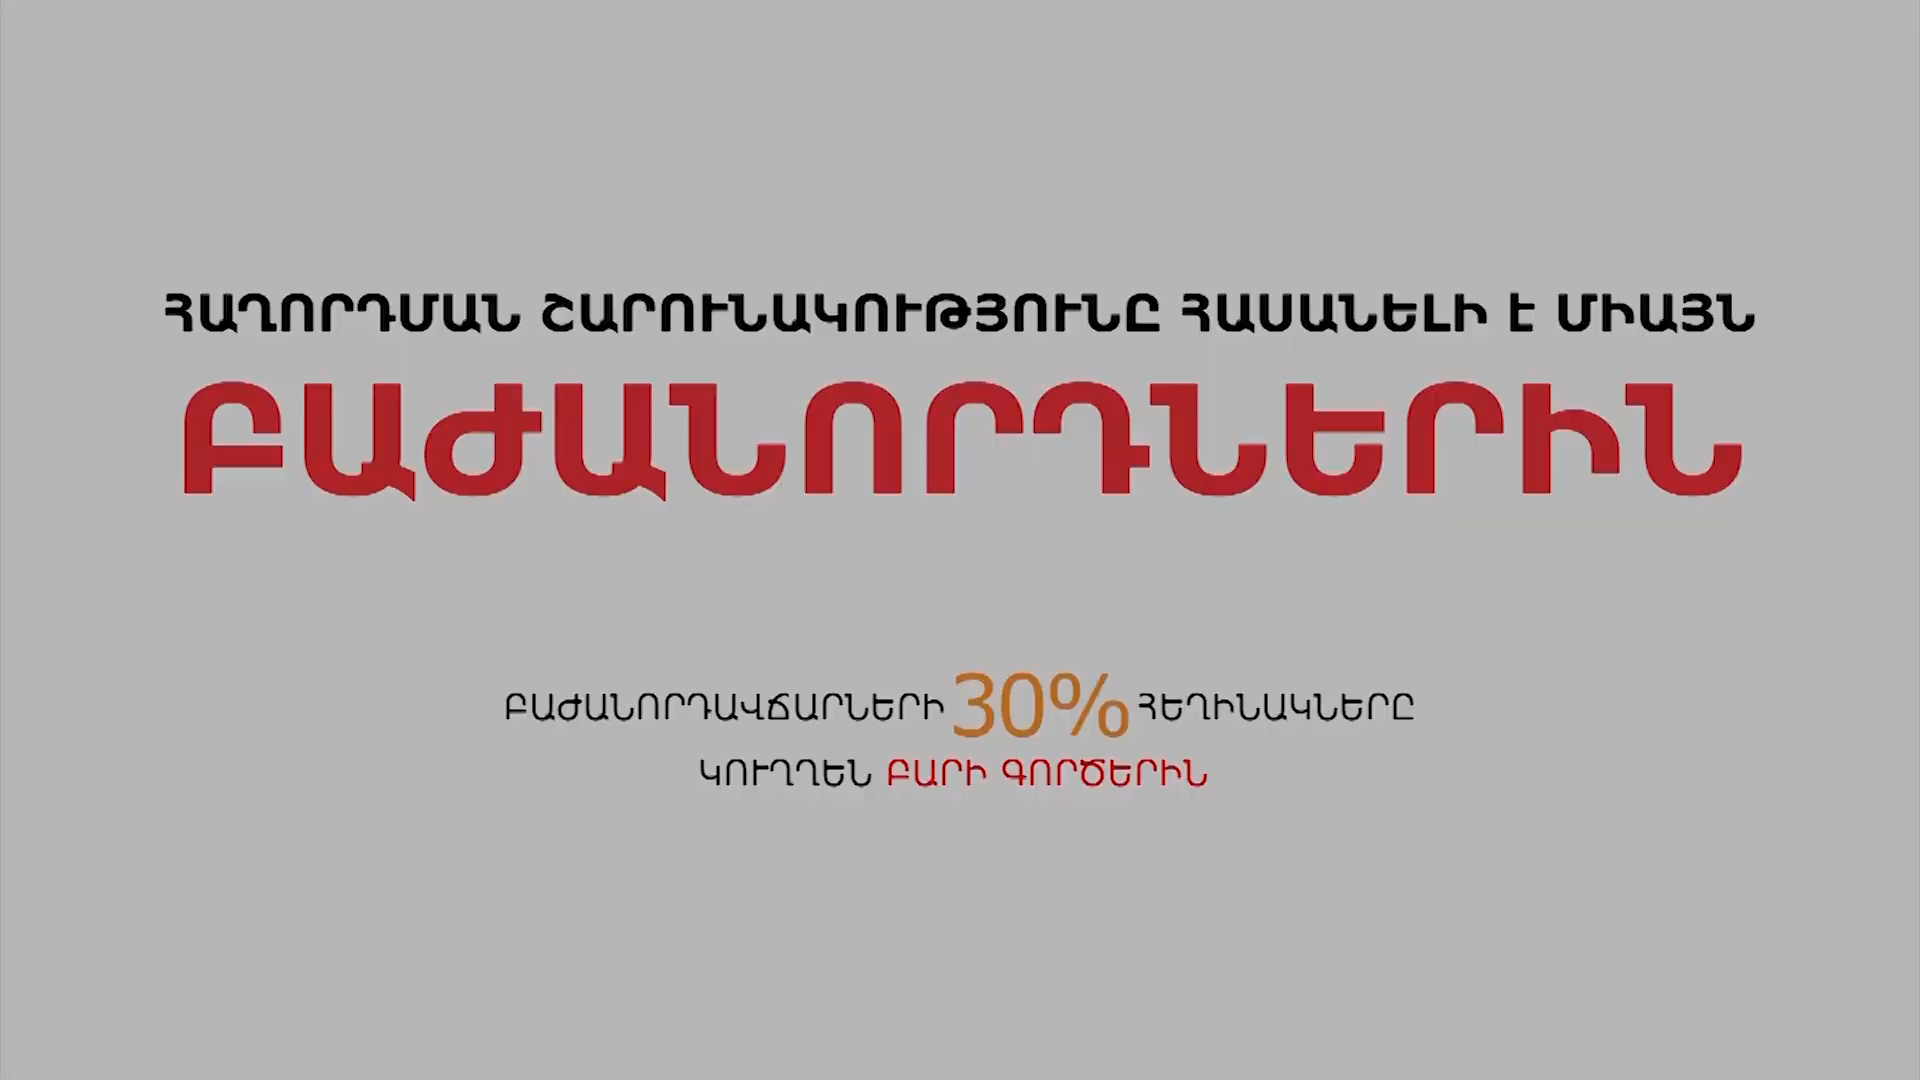 ՀԱՂՈՐԴՄԱՆ ՇԱՐՈՒՆԱԿՈՒԹՅՈՒՆԸ ՀԱՍԱՆԵԼԻ Է ՄԻԱՅՆ
ԲԱԺԱՆՈՐԴՆԵՐԻՆ
ԲԱԺԱՆՈՐԴԱՎՃԱՐՆԵՐԻ 30% ՀԵՂԻՆԱԿՆԵՐԸ
ԿՈՒՂՂԵՆ ԲԱՐԻ ԳՈՐԾԵՐԻՆ